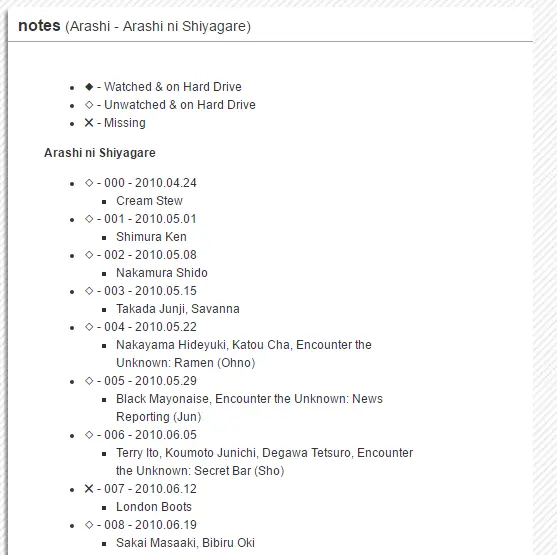 notes (Arashi - Arashi ni Shiyagare)
◆ - Watched & on Hard Drive
◇ - Unwatched & on Hard Drive
✕ - Missing
Arashi ni Shiyagare
◇ - 000 - 2010.04.24
Cream Stew
◇ - 001 - 2010.05.01
Shimura Ken
◇ - 002 - 2010.05.08
Nakamura Shido
◇ - 003 - 2010.05.15
Takada Junji, Savanna
◇ - 004 - 2010.05.22
Nakayama Hideyuki, Katou Cha, Encounter the
Unknown: Ramen (Ohno)
◇ - 005 - 2010.05.29
Black Mayonaise, Encounter the Unknown: News
Reporting (Jun)
◇ - 006 - 2010.06.05
Terry Ito, Koumoto Junichi, Degawa Tetsuro, Encounter
the Unknown: Secret Bar (Sho)
✕ - 007 - 2010.06.12
London Boots
◇ - 008 - 2010.06.19
Sakai Masaaki, Bibiru Oki